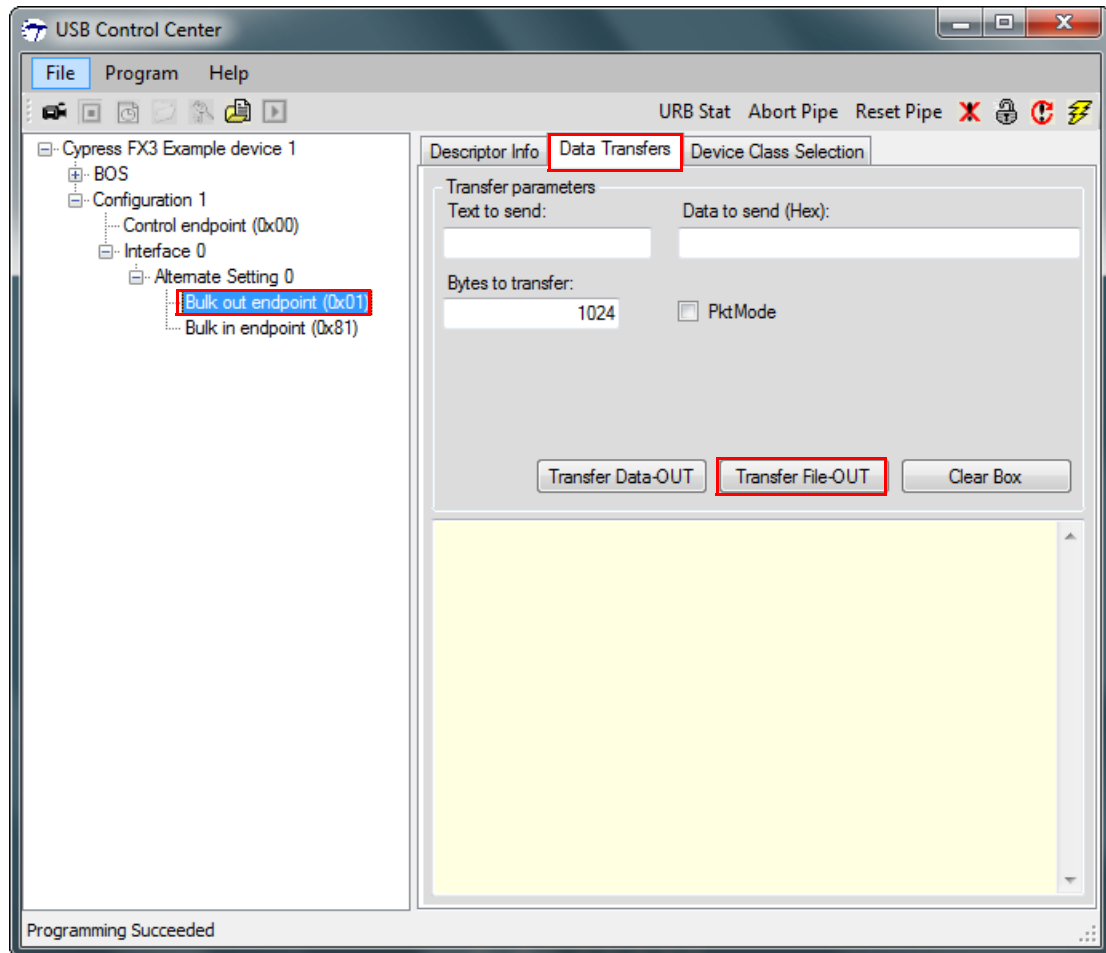 USB Control Center
File Program Help
URB Stat Abort Pipe Reset Pipe
Cypress FX3 Example device 1
BOS
Configuration 1
Control endpoint (0x00)
Interface 0
Alternate Setting 0
Bulk out endpoint (0x01)
Bulk in endpoint (0x81)
Descriptor Info Data Transfers Device Class Selection
Transfer parameters
Text to send: Data to send (Hex):
Bytes to transfer:
1024 PktMode
Transfer Data-OUT Transfer File-OUT Clear Box
Programming Succeeded